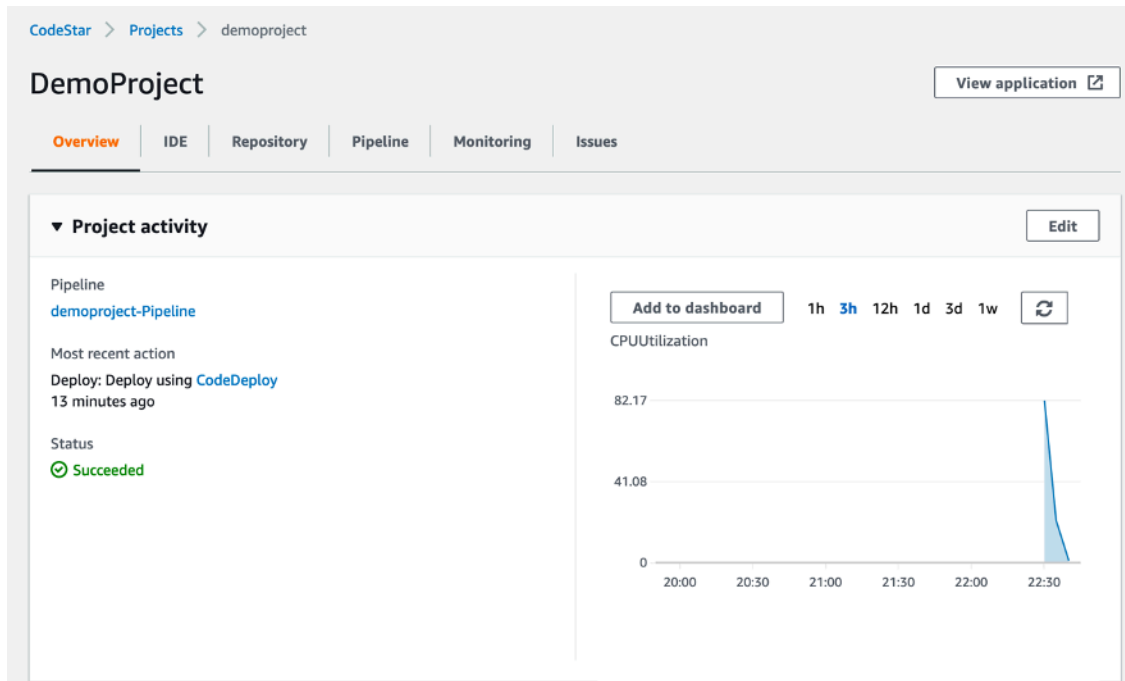 CodeStar > Projects > demoproject
DemoProject
View application
Overview
IDE
Repository
Pipeline
Monitoring
Issues
Project activity
Edit
Pipeline
demoproject-Pipeline
Most recent action
Deploy: Deploy using CodeDeploy
13 minutes ago
Status
Succeeded
Add to dashboard
1h 3h 12h 1d 3d 1w
CPUUtilization
82.17
41.08
0
20:00 20:30 21:00 21:30 22:00 22:30